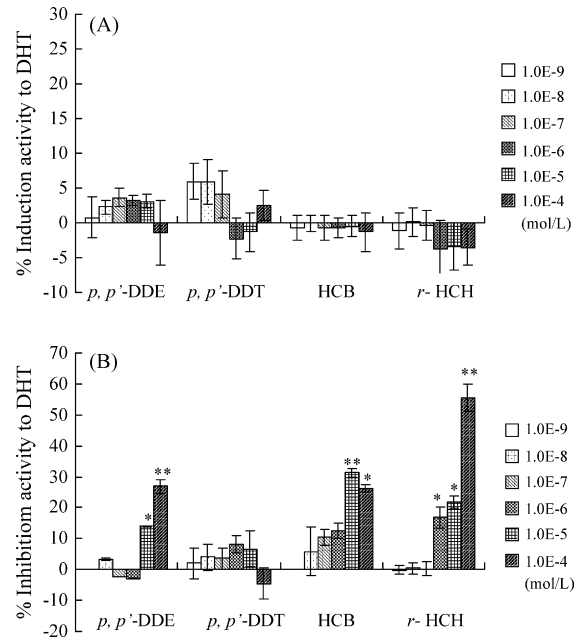 (A)
% Induction activity to DHT
30
25
20
15
10
5
0
-5
-10
p, p'-DDE
p, p'-DDT
HCB
r- HCH
1.0E-9
1.0E-8
1.0E-7
1.0E-6
1.0E-5
1.0E-4
(mol/L)
(B)
% Inhibitiom activity to DHT
70
60
50
40
30
20
10
0
-10
-20
*
**
**
*
*
*
**
p, p'-DDE
p, p'-DDT
HCB
r- HCH
1.0E-9
1.0E-8
1.0E-7
1.0E-6
1.0E-5
1.0E-4
(mol/L)